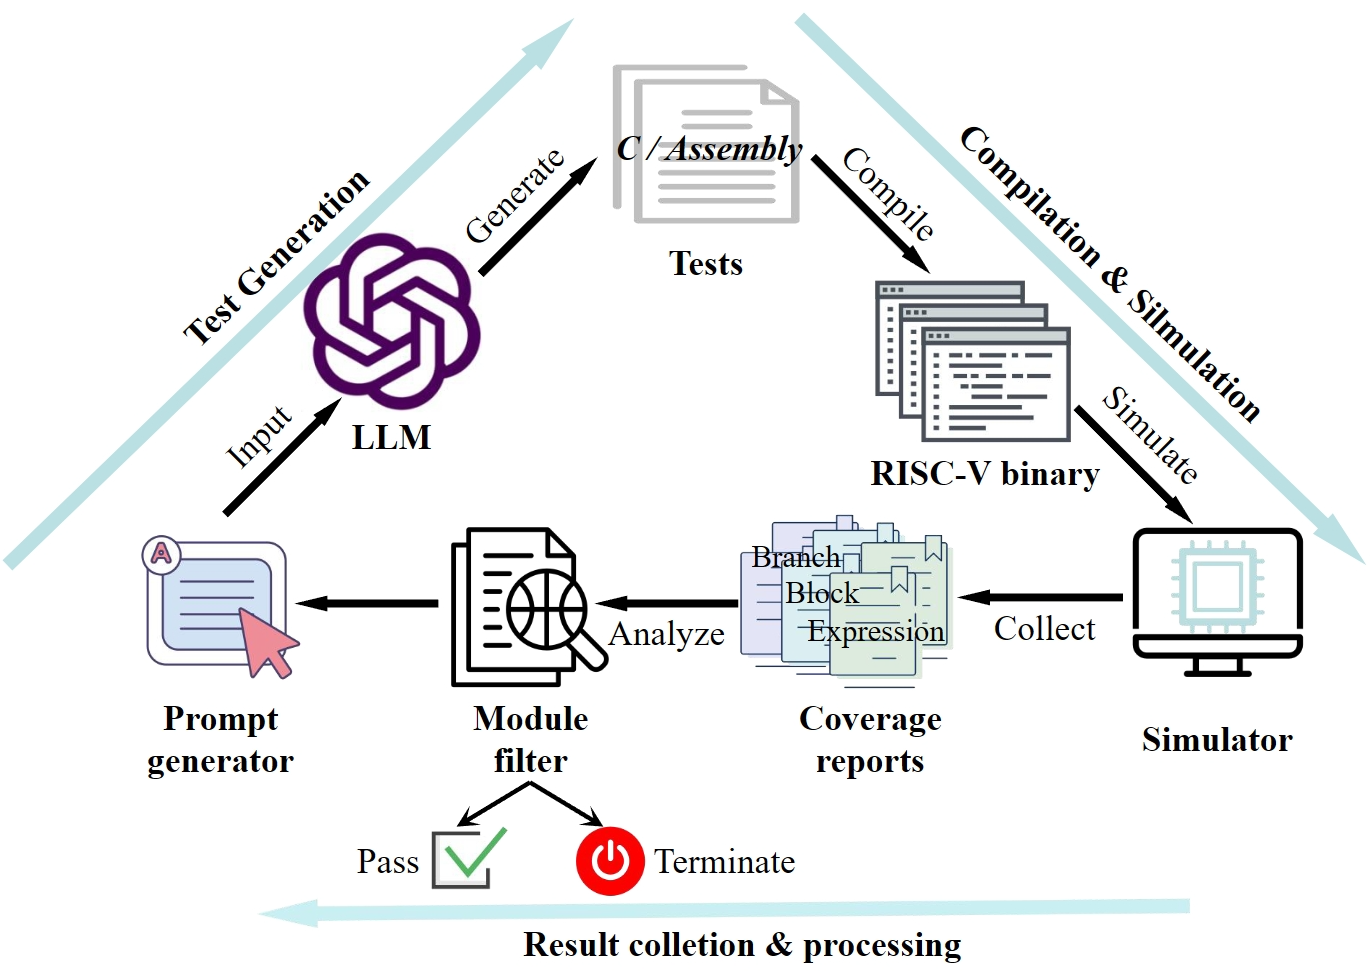 Test Generation
Compilation & Silmulation
Generate
C / Assembly
Tests
Compile
Input
LLM
RISC-V binary
Simulate
A
Branch
Block
Expression
Analyze
Collect
Prompt
generator
Module
filter
Coverage
reports
Simulator
Pass
Terminate
Result colletion & processing